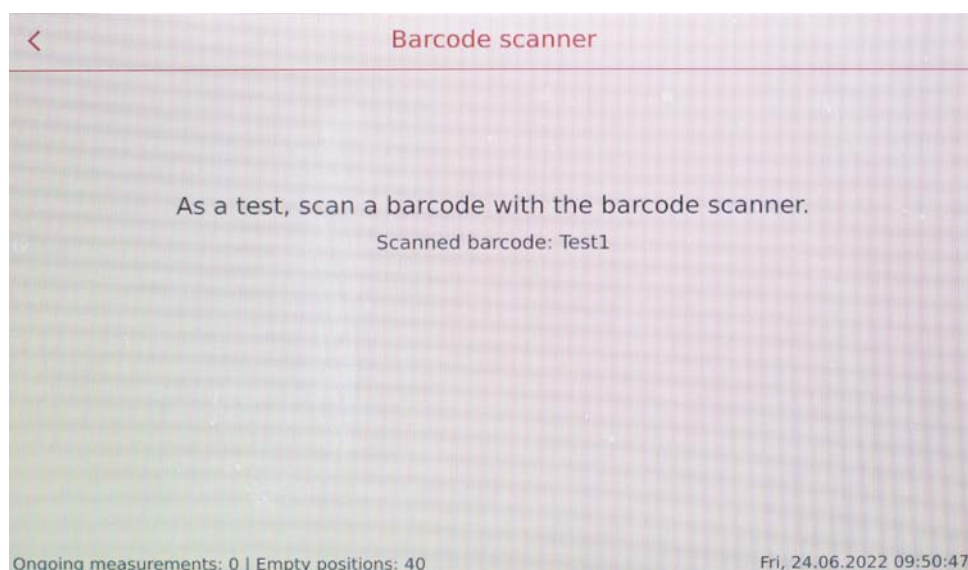 Barcode scanner
As a test, scan a barcode with the barcode scanner.
Scanned barcode: Test1
Ongoing measurements: 0 | Empty positions: 40
Fri, 24.06.2022 09:50:47